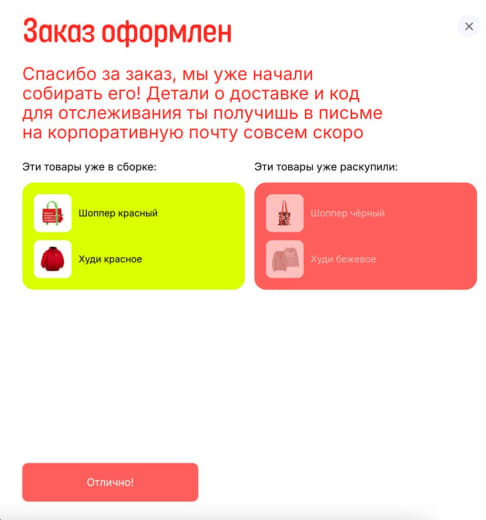 Заказ оформлен
Спасибо за заказ, мы уже начали
собирать его! Детали о доставке и код
для отслеживания ты получишь в письме
на корпоративную почту совсем скоро
Эти товары уже в сборке:
Шоппер красный
Худи красное
Эти товары уже раскупили:
Шоппер чёрный
Худи бежевое
Отлично!